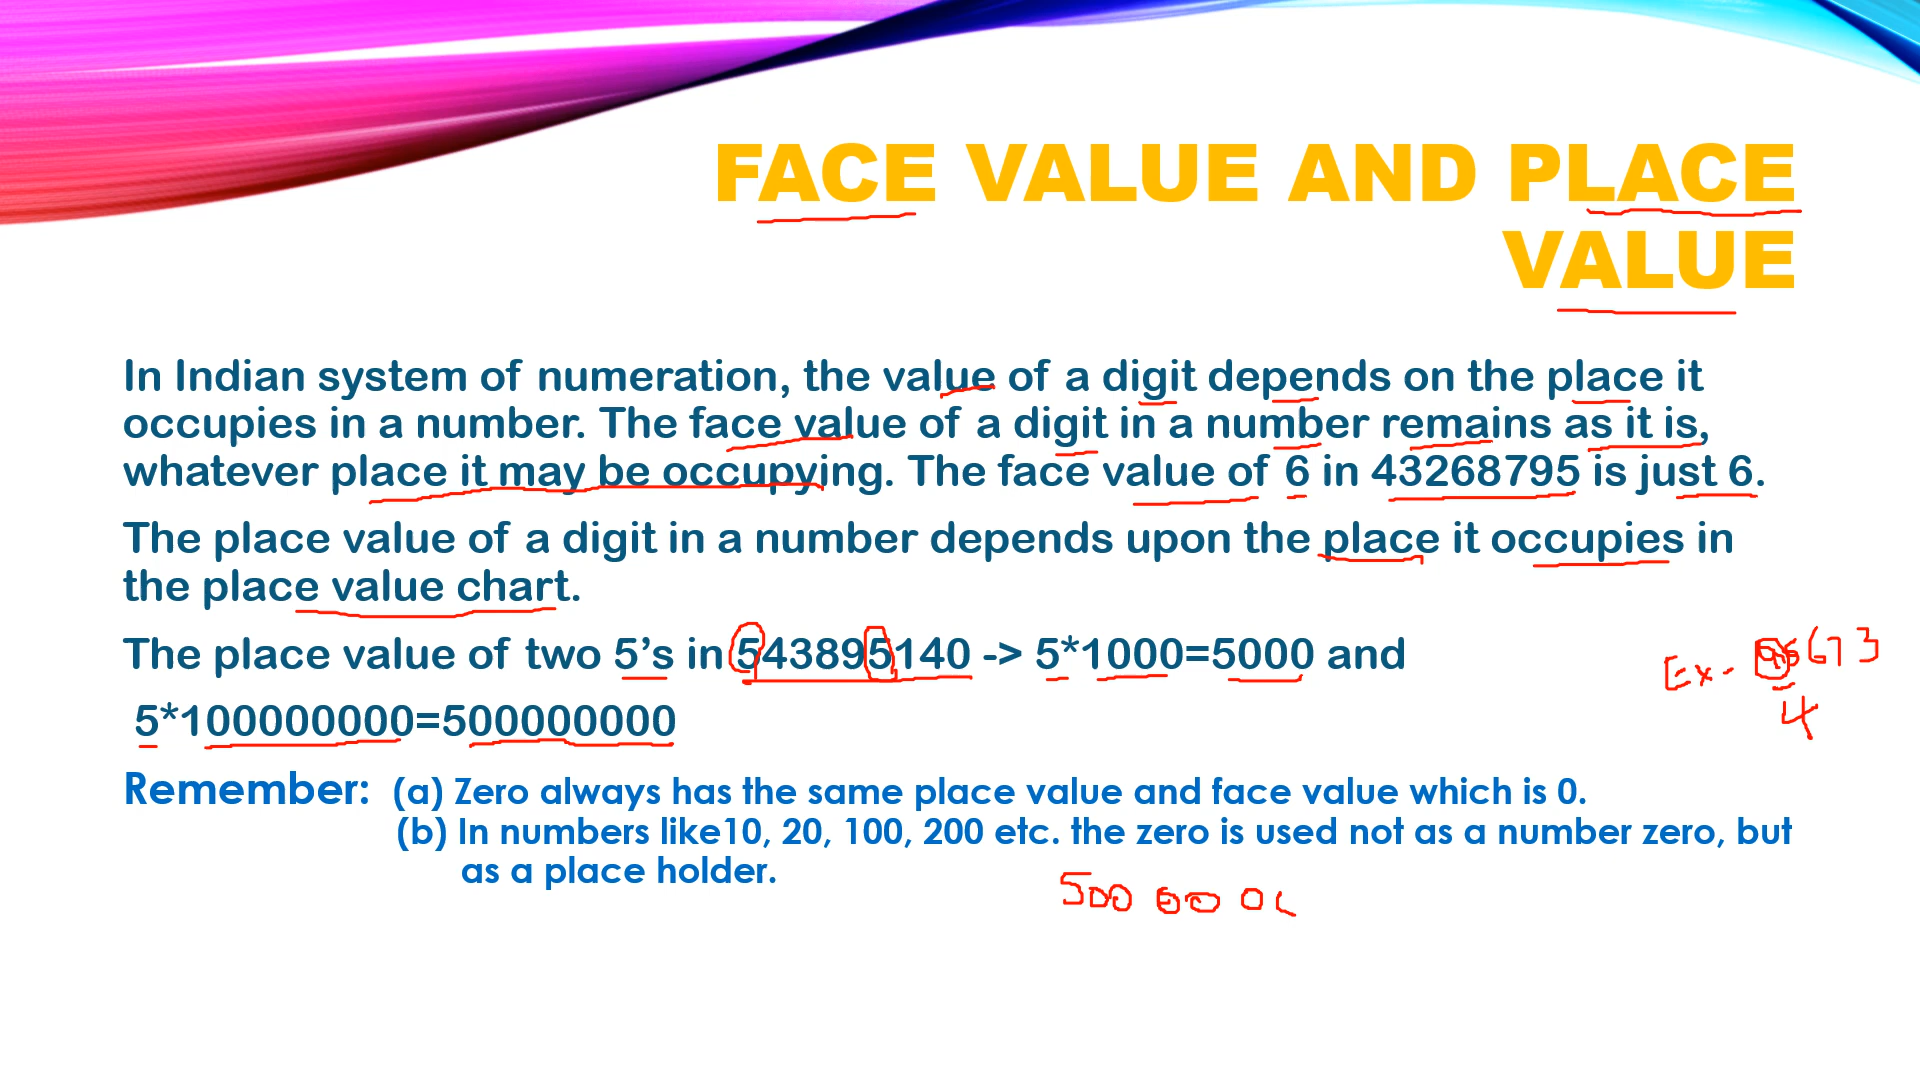 FACE VALUE AND PLACE
VALUE
In Indian system of numeration, the value of a digit depends on the place it
occupies in a number. The face value of a digit in a number remains as it is,
whatever place it may be occupying. The face value of 6 in 43268795 is just 6.
The place value of a digit in a number depends upon the place it occupies in
the place value chart.
The place value of two 5’s in 543895140 -> 5*1000=5000 and
5*100000000=500000000
Ex-
4
Remember: (a) Zero always has the same place value and face value which is 0.
(b) In numbers like10, 20, 100, 200 etc. the zero is used not as a number zero, but
as a place holder.
500 00 0